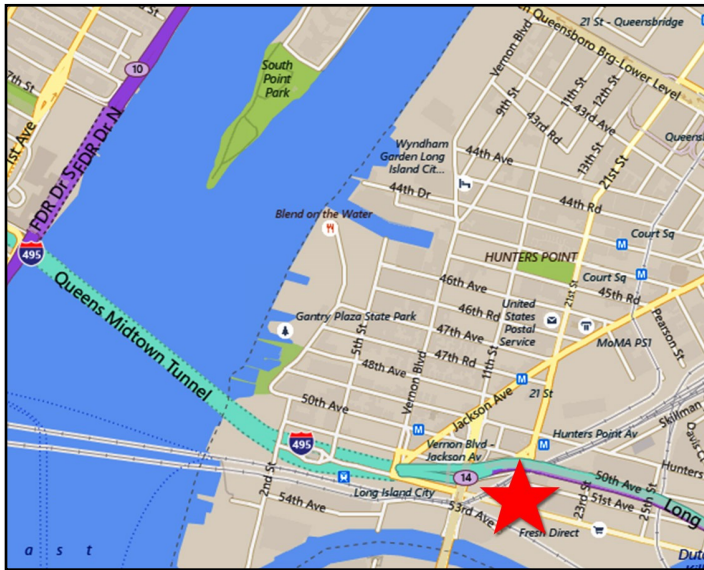 21 St - Queensbridge
Queensboro Brg-Lower Level
Vernon Blvd
9th St
11th St
12th St
43rd Ave
43rd Rd
13th St
21st St
10
South
Point
Park
1st Ave
FDR Dr S
FDR Dr N
Wyndham
Garden Long
Island Cit...
44th Ave
44th Dr
44th Rd
Blend on the Water
Court Sq
495
HUNTERS POINT
Court Sq
46th Ave
45th Rd
21st St
Queens Midtown Tunnel
Gantry Plaza State Park
46th Rd
United
States
Postal
Service
5th St
47th Ave
47th Rd
11th St
MoMA PS1
Pearson St
48th Ave
Vernon Blvd
21 St
50th Ave
Jackson Ave
Skillman
Hunters Point Av
Davis C
495
Vernon Blvd -
Jackson Av
Hunters
2nd St
14
50th Ave
Long Island City
51st Ave
23rd St
25th St
Long
54th Ave
53rd Ave
Fresh Direct
a s t
Dutc